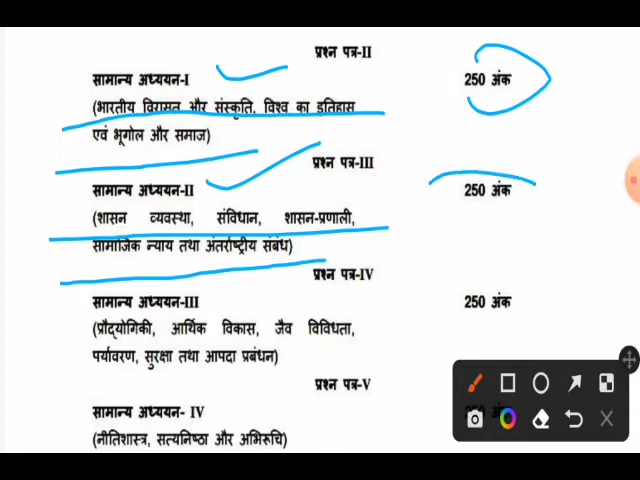 प्रश्न पत्र-II
सामान्य अध्ययन-I 250 अंक
(भारतीय विरासत और संस्कृति, विश्व का इतिहास
एवं भूगोल और समाज)
प्रश्न पत्र-III
सामान्य अध्ययन-II 250 अंक
(शासन व्यवस्था, संविधान, शासन-प्रणाली,
सामाजिक न्याय तथा अंतर्राष्ट्रीय संबंध)
प्रश्न पत्र-IV
सामान्य अध्ययन-III 250 अंक
(प्रौद्योगिकी, आर्थिक विकास, जैव विविधता,
पर्यावरण, सुरक्षा तथा आपदा प्रबंधन)
प्रश्न पत्र-V
सामान्य अध्ययन- IV
(नीतिशास्त्र, सत्यनिष्ठा और अभिरूचि)